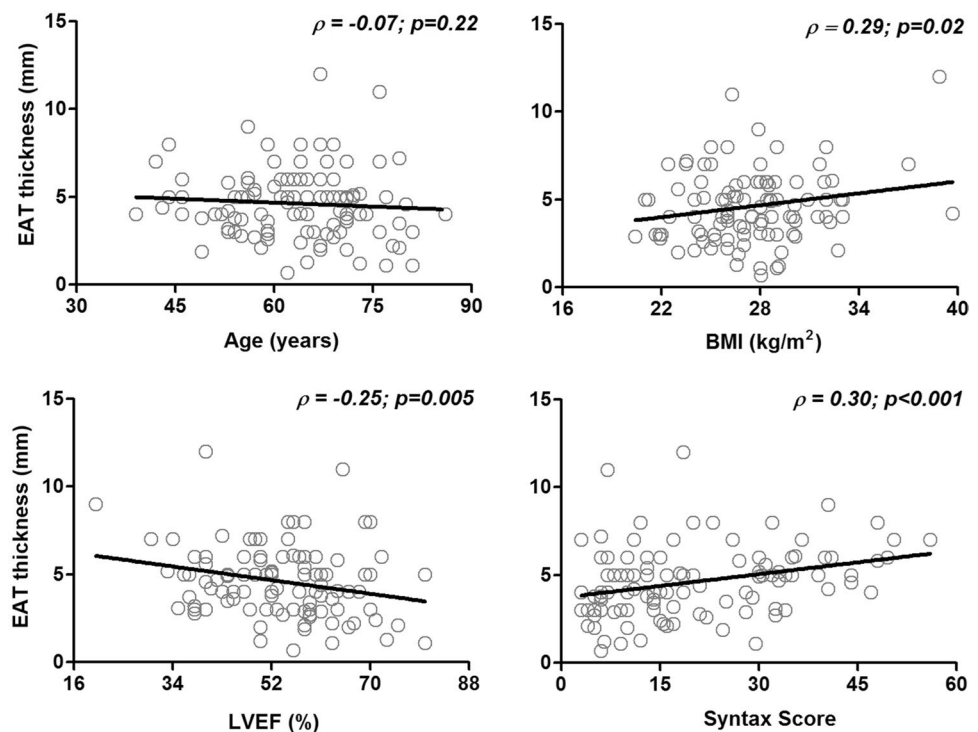 ρ = -0.07; p=0.22
15
10
5
0
EAT thickness (mm)
30 45 60 75 90
Age (years)
ρ = 0.29; p=0.02
15
10
5
0
16 22 28 34 40
BMI (kg/m²)
ρ = -0.25; p=0.005
15
10
5
0
EAT thickness (mm)
16 34 52 70 88
LVEF (%)
ρ = 0.30; p<0.001
15
10
5
0
0 15 30 45 60
Syntax Score